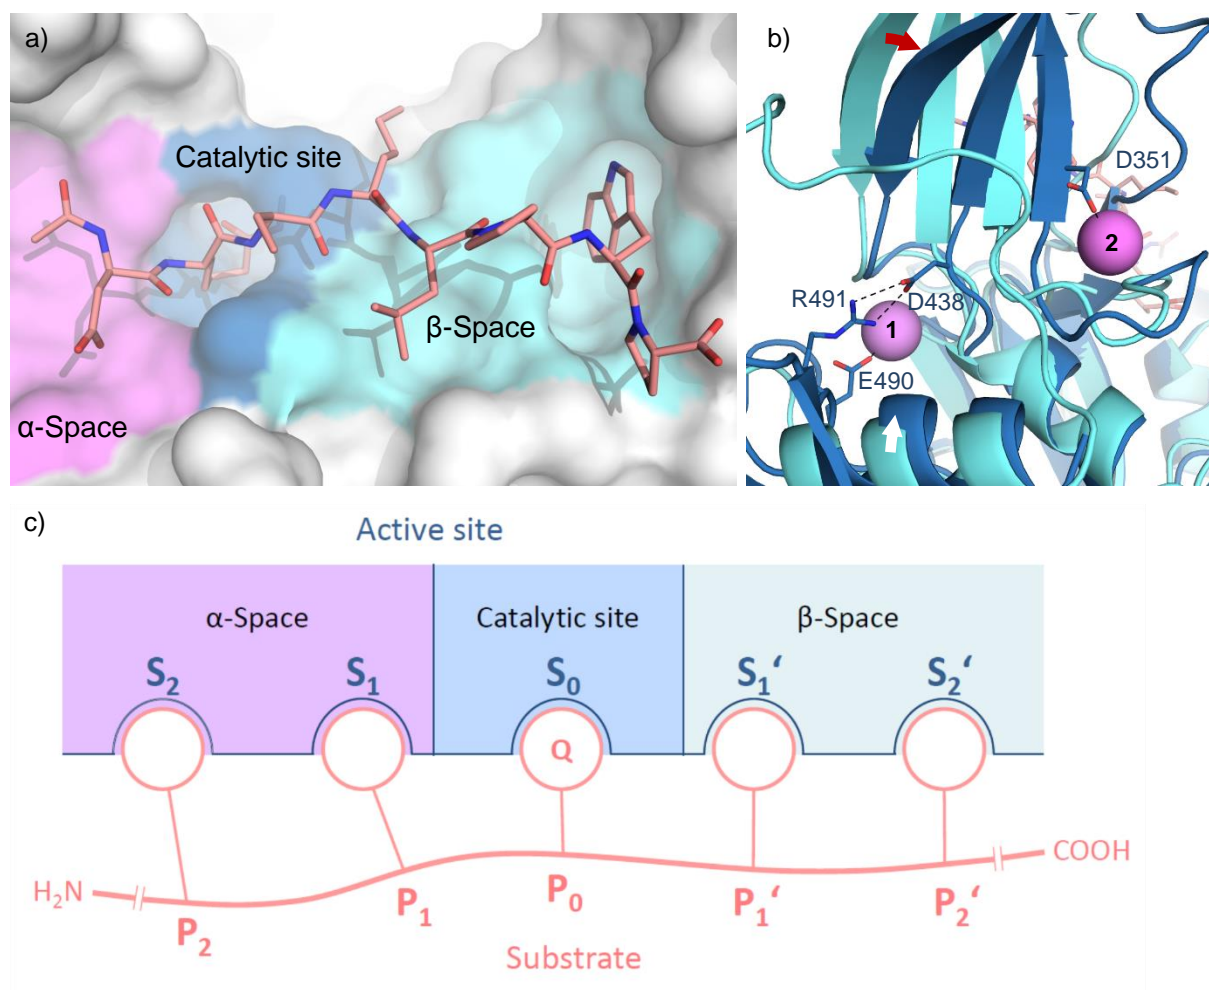 a)
Catalytic site
β-Space
α-Space
b)
D351
2
R491
D438
1
E490
c)
Active site
α-Space
Catalytic site
β-Space
S₂
S₁
S₀
S₁‘
S₂‘
Q
H₂N
COOH
P₂
P₁
P₀
P₁‘
P₂‘
Substrate